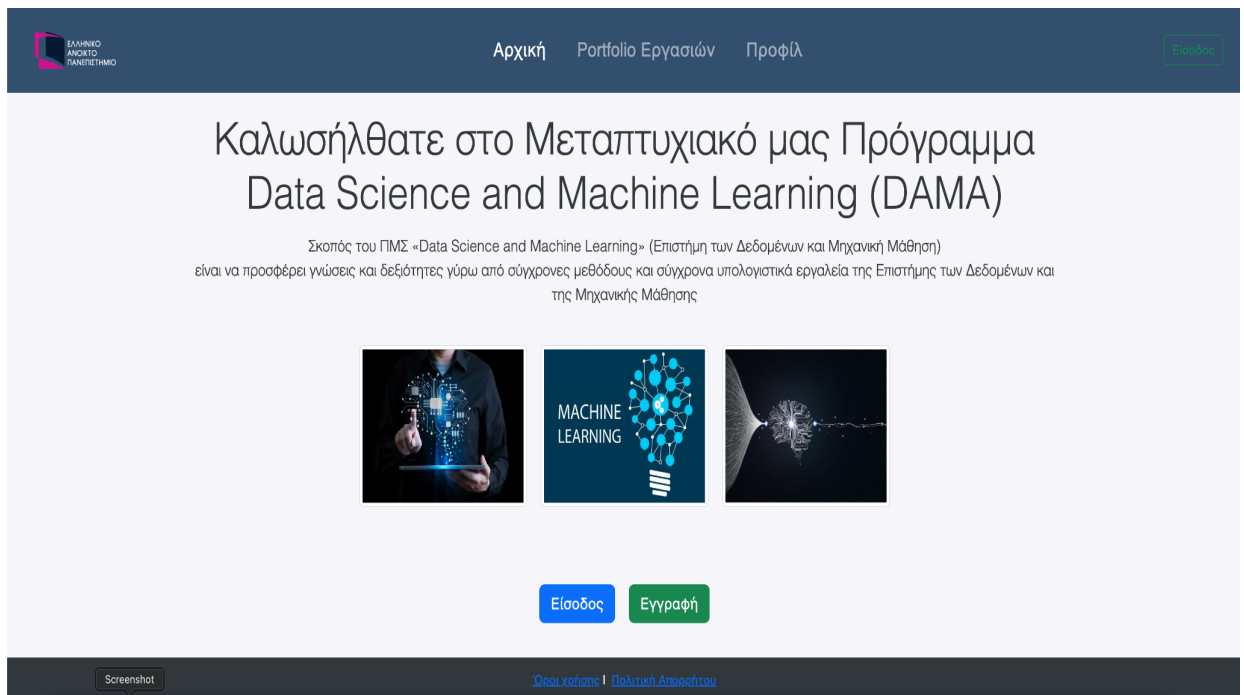 ΕΛΛΗΝΙΚΟ
ΑΝΟΙΚΤΟ
ΠΑΝΕΠΙΣΤΗΜΙΟ
Αρχική Portfolio Εργασιών Προφίλ
Είσοδος
Καλωσήλθατε στο Μεταπτυχιακό μας Πρόγραμμα
Data Science and Machine Learning (DAMA)
Σκοπός του ΠΜΣ «Data Science and Machine Learning» (Επιστήμη των Δεδομένων και Μηχανική Μάθηση)
είναι να προσφέρει γνώσεις και δεξιότητες γύρω από σύγχρονες μεθόδους και σύγχρονα υπολογιστικά εργαλεία της Επιστήμης των Δεδομένων και
της Μηχανικής Μάθησης
MACHINE
LEARNING
Είσοδος Εγγραφή
Screenshot
Όροι χρήσης | Πολιτική Απορρήτου